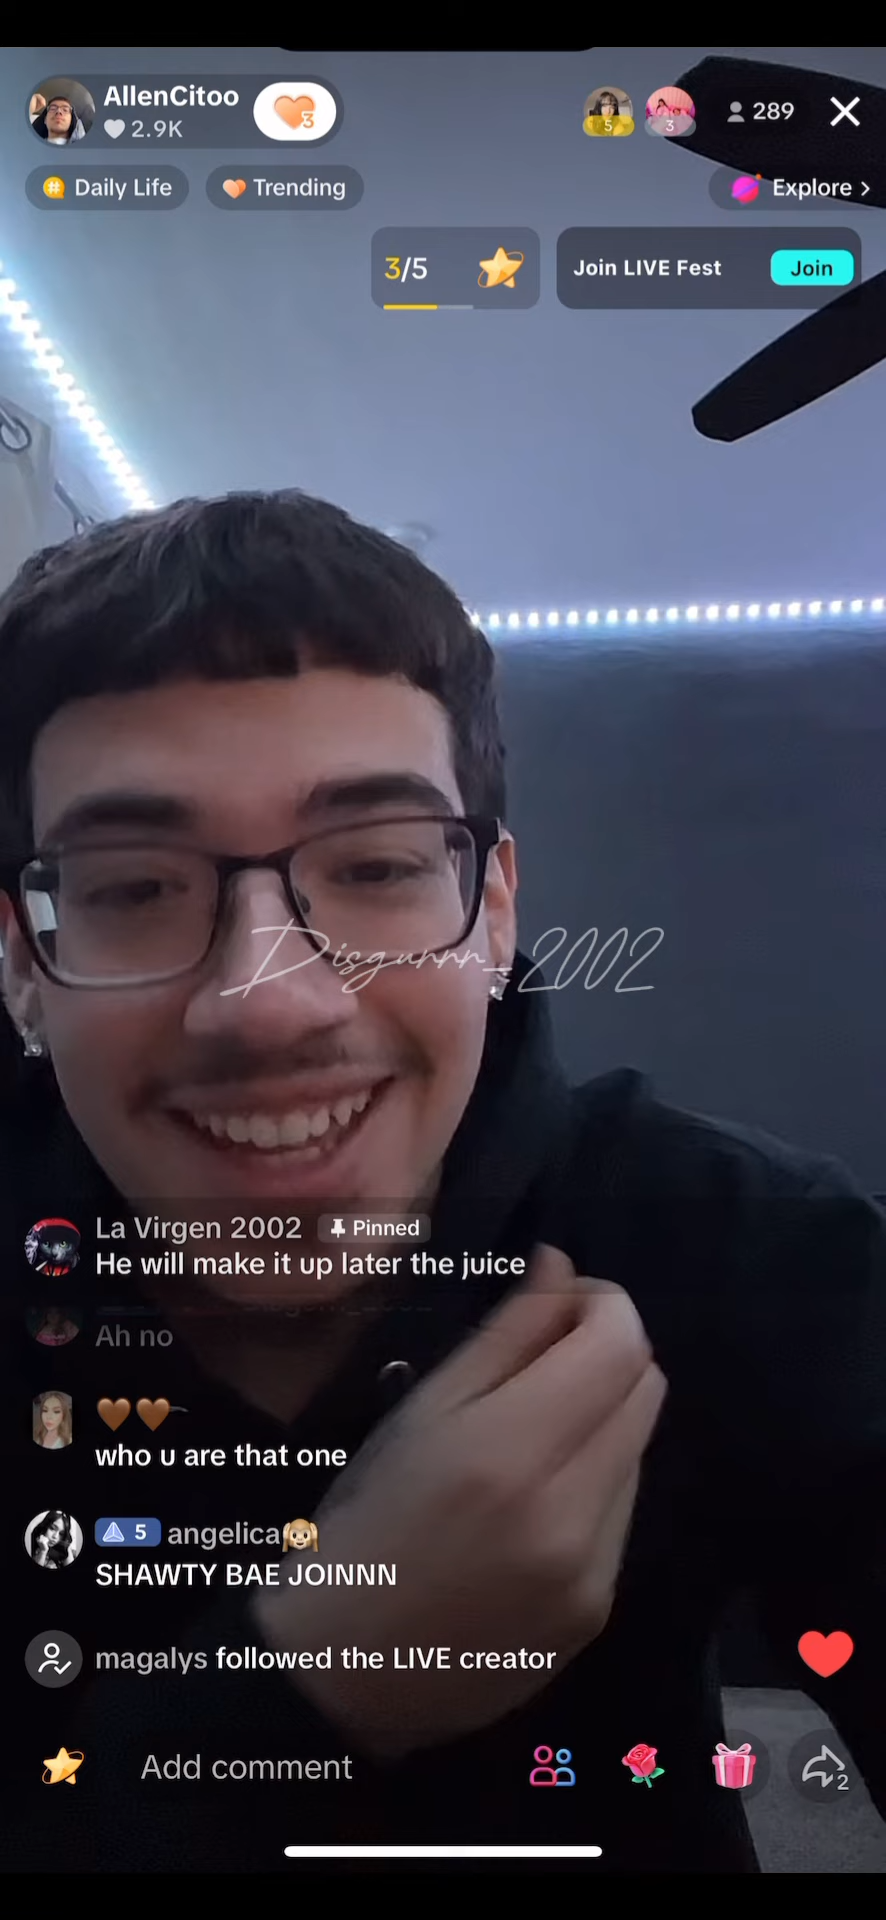 AllenCitoo
2.9K
3
5
3
289
Daily Life
Trending
Explore >
3/5
Join LIVE Fest
Join
Disgunnn_2002
La Virgen 2002 Pinned
He will make it up later the juice
Ah no
who u are that one
5 angelica
SHAWTY BAE JOINNN
magalys followed the LIVE creator
Add comment
2